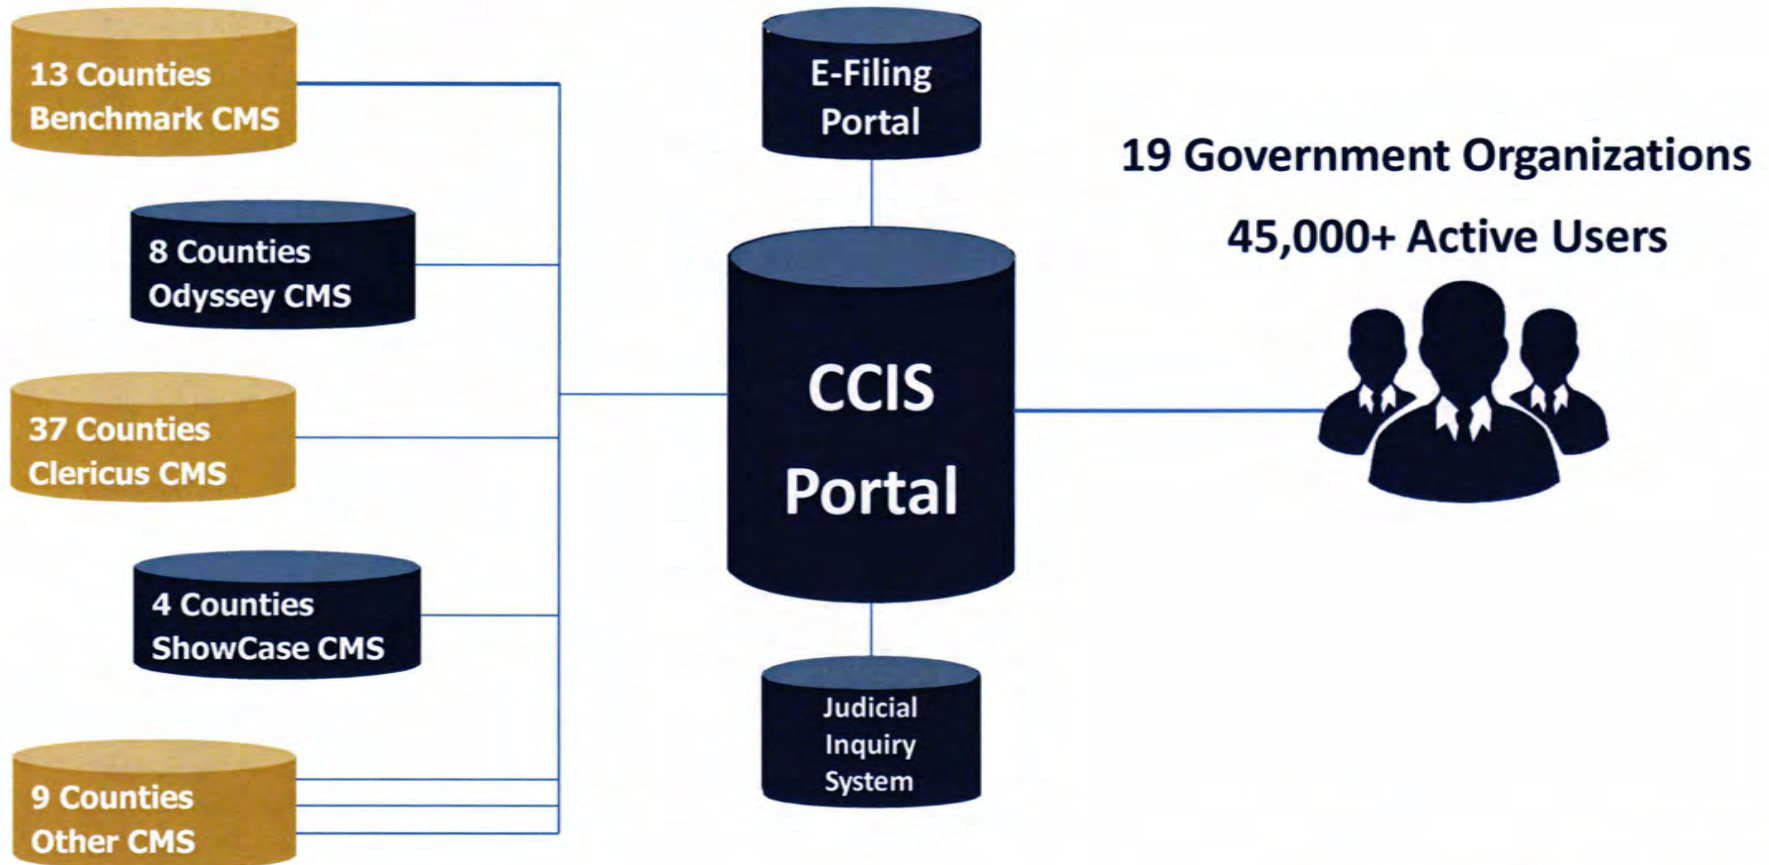 13 Counties
Benchmark CMS
8 Counties
Odyssey CMS
37 Counties
Clericus CMS
4 Counties
ShowCase CMS
9 Counties
Other CMS
E-Filing
Portal
CCIS
Portal
Judicial
Inquiry
System
19 Government Organizations
45,000+ Active Users